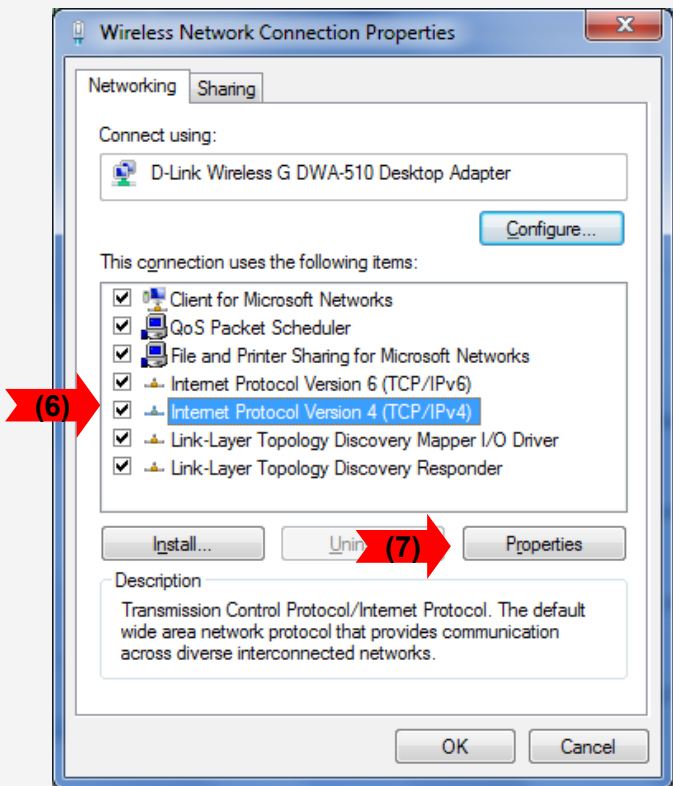 Wireless Network Connection Properties
X
Networking Sharing
Connect using:
D-Link Wireless G DWA-510 Desktop Adapter
Configure...
This connection uses the following items:
Client for Microsoft Networks
QoS Packet Scheduler
File and Printer Sharing for Microsoft Networks
Internet Protocol Version 6 (TCP/IPv6)
(6) Internet Protocol Version 4 (TCP/IPv4)
Link-Layer Topology Discovery Mapper I/O Driver
Link-Layer Topology Discovery Responder
Install... (7) Properties
Description
Transmission Control Protocol/Internet Protocol. The default
wide area network protocol that provides communication
across diverse interconnected networks.
OK Cancel